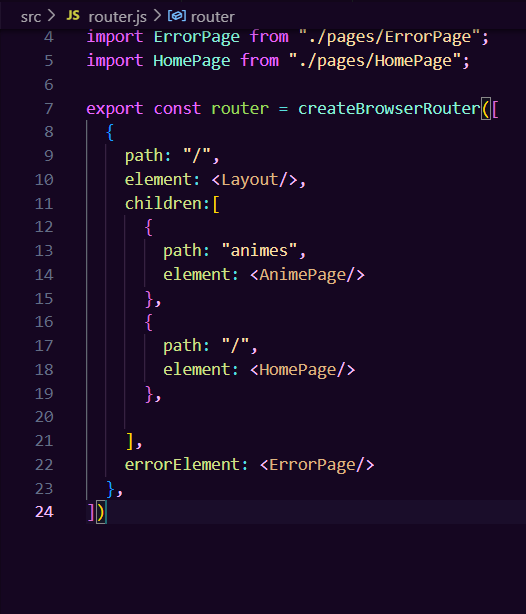 src > JS router.js > router
4 import ErrorPage from "./pages/ErrorPage";
5 import HomePage from "./pages/HomePage";
6
7 export const router = createBrowserRouter([
8 {
9 path: "/",
10 element: <Layout/>,
11 children:[
12 {
13 path: "animes",
14 element: <AnimePage/>
15 },
16 {
17 path: "/",
18 element: <HomePage/>
19 },
20
21 ],
22 errorElement: <ErrorPage/>
23 },
24 ])